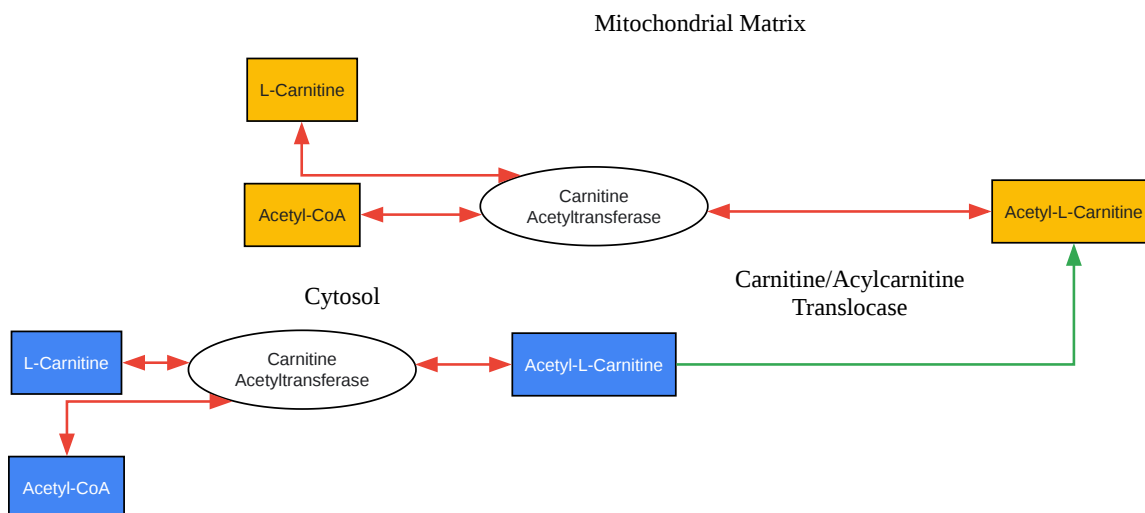 Mitochondrial Matrix
L-Carnitine
Carnitine
Acetyltransferase
Acetyl-CoA
Acetyl-L-Carnitine
Carnitine/Acylcarnitine
Translocase
Cytosol
L-Carnitine
Carnitine
Acetyltransferase
Acetyl-L-Carnitine
Acetyl-CoA